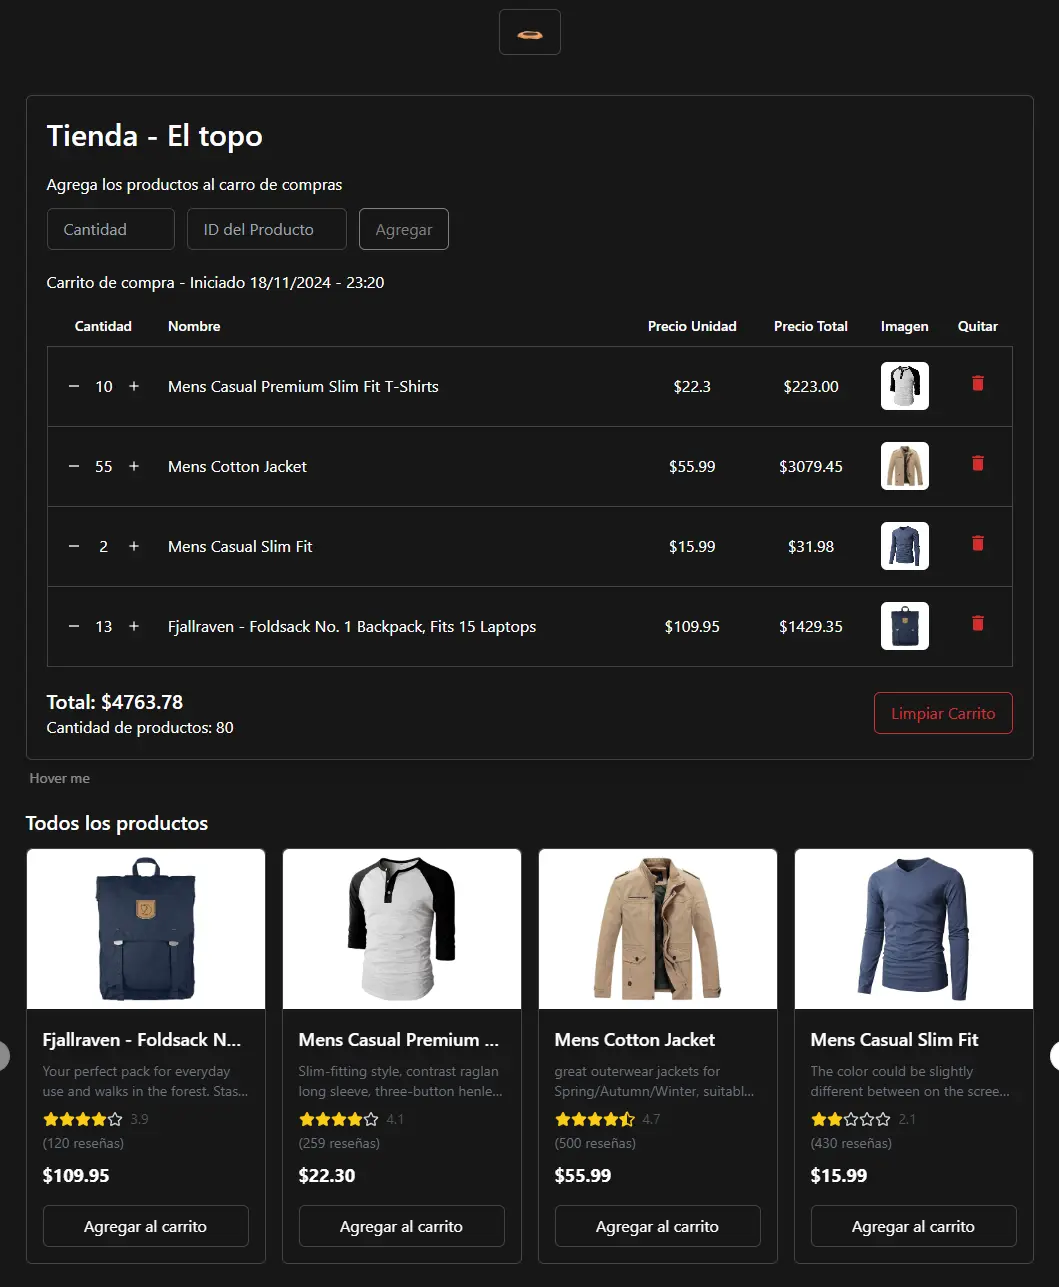 Tienda - El topo
Agrega los productos al carro de compras
Cantidad ID del Producto Agregar
Carrito de compra - Iniciado 18/11/2024 - 23:20
Cantidad Nombre Precio Unidad Precio Total Imagen Quitar
− 10 + Mens Casual Premium Slim Fit T-Shirts $22.3 $223.00
− 55 + Mens Cotton Jacket $55.99 $3079.45
− 2 + Mens Casual Slim Fit $15.99 $31.98
− 13 + Fjallraven - Foldsack No. 1 Backpack, Fits 15 Laptops $109.95 $1429.35
Total: $4763.78
Cantidad de productos: 80
Limpiar Carrito
Hover me
Todos los productos
Fjallraven - Foldsack N...
Your perfect pack for everyday
use and walks in the forest. Stas...
3.9
(120 reseñas)
$109.95
Agregar al carrito
Mens Casual Premium ...
Slim-fitting style, contrast raglan
long sleeve, three-button henle...
4.1
(259 reseñas)
$22.30
Agregar al carrito
Mens Cotton Jacket
great outerwear jackets for
Spring/Autumn/Winter, suitabl...
4.7
(500 reseñas)
$55.99
Agregar al carrito
Mens Casual Slim Fit
The color could be slightly
different between on the scree...
2.1
(430 reseñas)
$15.99
Agregar al carrito